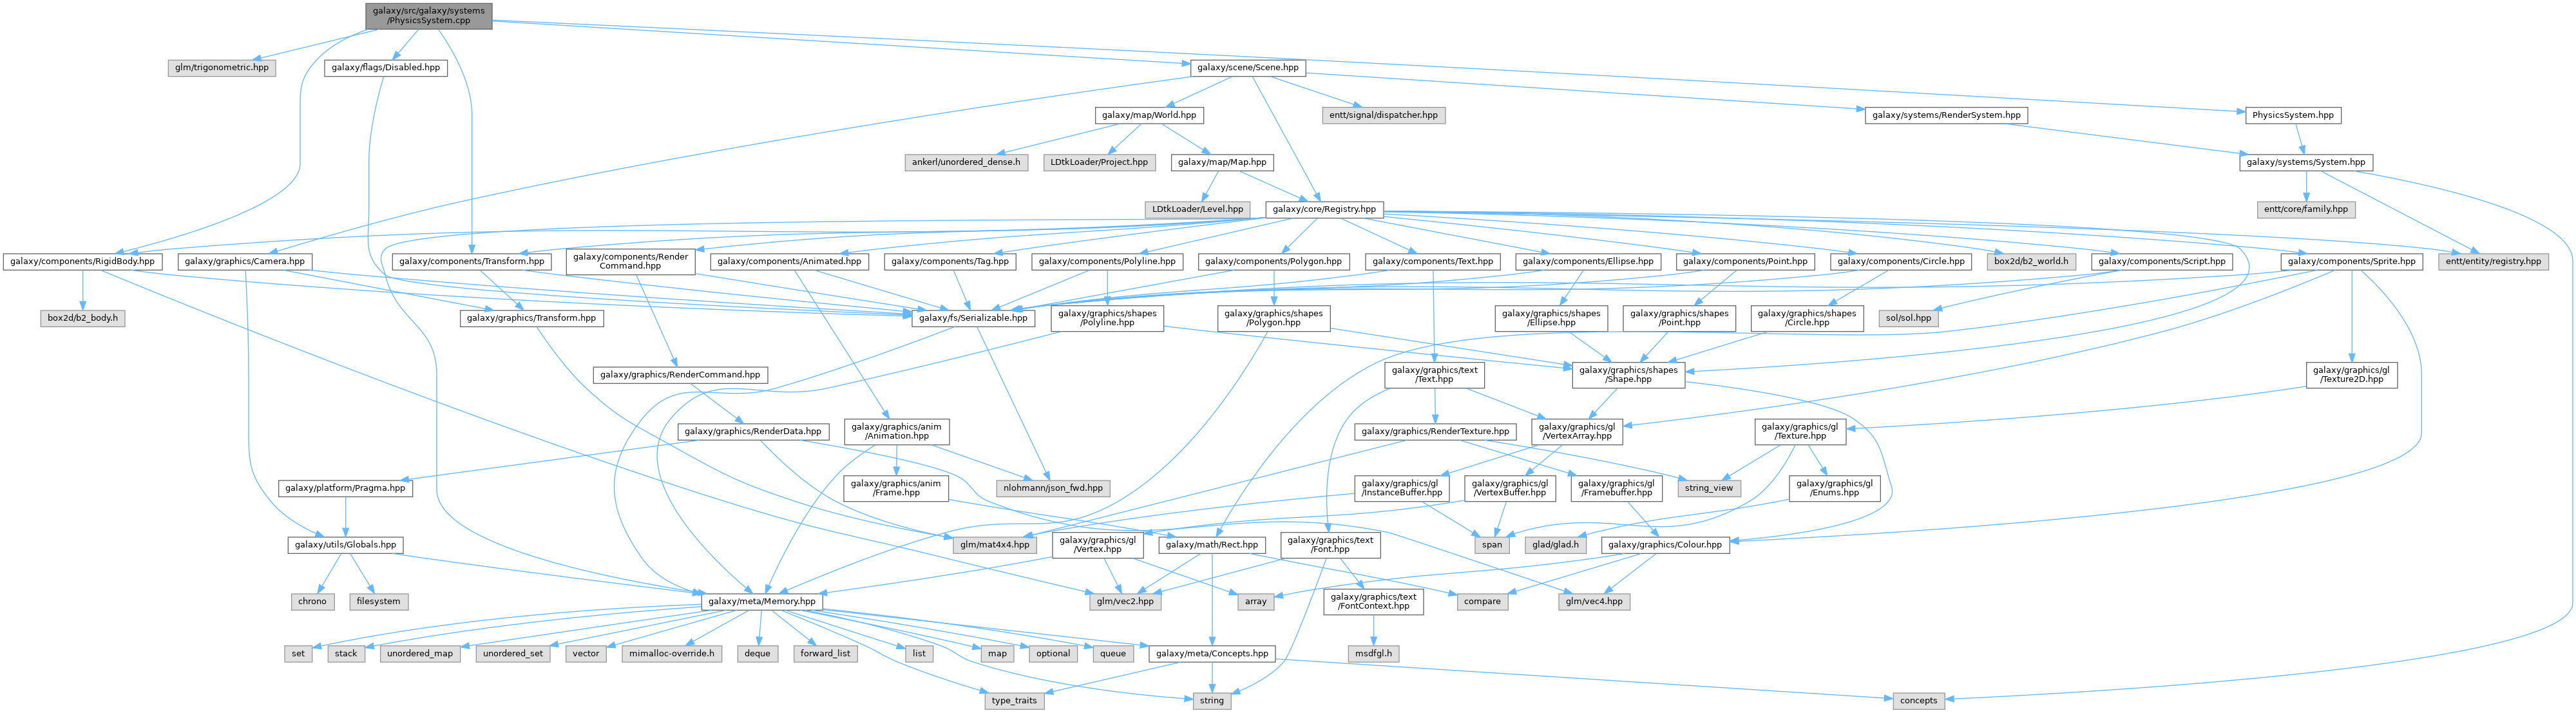 galaxy/src/galaxy/systems
/PhysicsSystem.cpp
glm/trigonometric.hpp
galaxy/flags/Disabled.hpp
galaxy/scene/Scene.hpp
galaxy/map/World.hpp
entt/signal/dispatcher.hpp
galaxy/systems/RenderSystem.hpp
PhysicsSystem.hpp
ankerl/unordered_dense.h
LDtkLoader/Project.hpp
galaxy/map/Map.hpp
galaxy/systems/System.hpp
LDtkLoader/Level.hpp
galaxy/core/Registry.hpp
entt/core/family.hpp
galaxy/components/RigidBody.hpp
galaxy/graphics/Camera.hpp
galaxy/components/Transform.hpp
galaxy/components/Render
Command.hpp
galaxy/components/Animated.hpp
galaxy/components/Tag.hpp
galaxy/components/Polyline.hpp
galaxy/components/Polygon.hpp
galaxy/components/Text.hpp
galaxy/components/Ellipse.hpp
galaxy/components/Point.hpp
galaxy/components/Circle.hpp
box2d/b2_world.h
galaxy/components/Script.hpp
galaxy/components/Sprite.hpp
entt/entity/registry.hpp
box2d/b2_body.h
galaxy/graphics/Transform.hpp
galaxy/fs/Serializable.hpp
galaxy/graphics/shapes
/Polyline.hpp
galaxy/graphics/shapes
/Polygon.hpp
galaxy/graphics/shapes
/Ellipse.hpp
galaxy/graphics/shapes
/Point.hpp
galaxy/graphics/shapes
/Circle.hpp
sol/sol.hpp
galaxy/graphics/RenderCommand.hpp
galaxy/graphics/text
/Text.hpp
galaxy/graphics/shapes
/Shape.hpp
galaxy/graphics/gl
/Texture2D.hpp
galaxy/graphics/RenderData.hpp
galaxy/graphics/anim
/Animation.hpp
galaxy/graphics/RenderTexture.hpp
galaxy/graphics/gl
/VertexArray.hpp
galaxy/graphics/gl
/Texture.hpp
galaxy/platform/Pragma.hpp
galaxy/graphics/anim
/Frame.hpp
nlohmann/json_fwd.hpp
galaxy/graphics/gl
/InstanceBuffer.hpp
galaxy/graphics/gl
/VertexBuffer.hpp
galaxy/graphics/gl
/Framebuffer.hpp
string_view
galaxy/graphics/gl
/Enums.hpp
galaxy/utils/Globals.hpp
glm/mat4x4.hpp
galaxy/graphics/gl
/Vertex.hpp
galaxy/math/Rect.hpp
galaxy/graphics/text
/Font.hpp
span
glad/glad.h
galaxy/graphics/Colour.hpp
chrono
filesystem
galaxy/meta/Memory.hpp
glm/vec2.hpp
array
galaxy/graphics/text
/FontContext.hpp
compare
glm/vec4.hpp
set
stack
unordered_map
unordered_set
vector
mimalloc-override.h
deque
forward_list
list
map
optional
queue
galaxy/meta/Concepts.hpp
msdfgl.h
type_traits
string
concepts